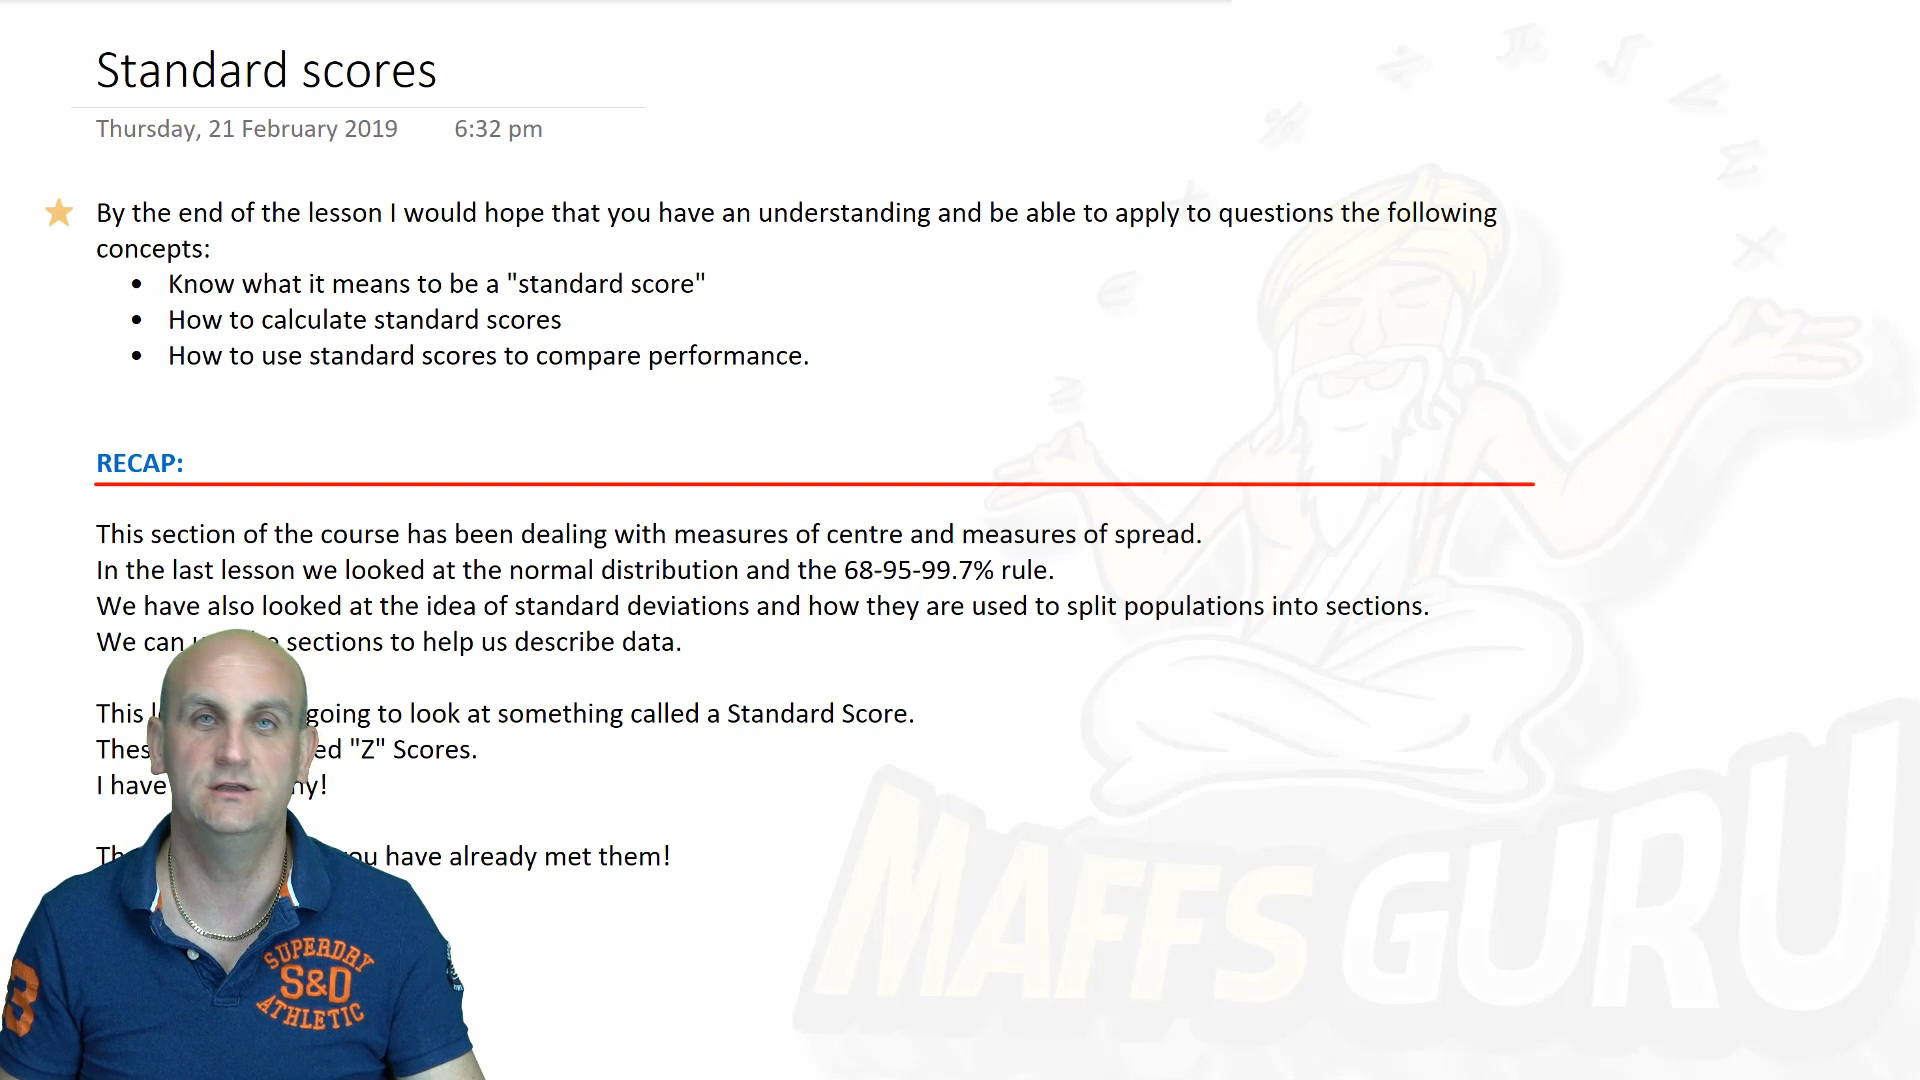 Standard scores
Thursday, 21 February 2019 6:32 pm
By the end of the lesson I would hope that you have an understanding and be able to apply to questions the following
concepts:
• Know what it means to be a "standard score"
• How to calculate standard scores
• How to use standard scores to compare performance.
RECAP:
This section of the course has been dealing with measures of centre and measures of spread.
In the last lesson we looked at the normal distribution and the 68-95-99.7% rule.
We have also looked at the idea of standard deviations and how they are used to split populations into sections.
We can sections to help us describe data.
This going to look at something called a Standard Score.
"Z" Scores.
I have
have already met them!
SUPERDRY
S&D
ATHLETIC
3
MAFFS GURU